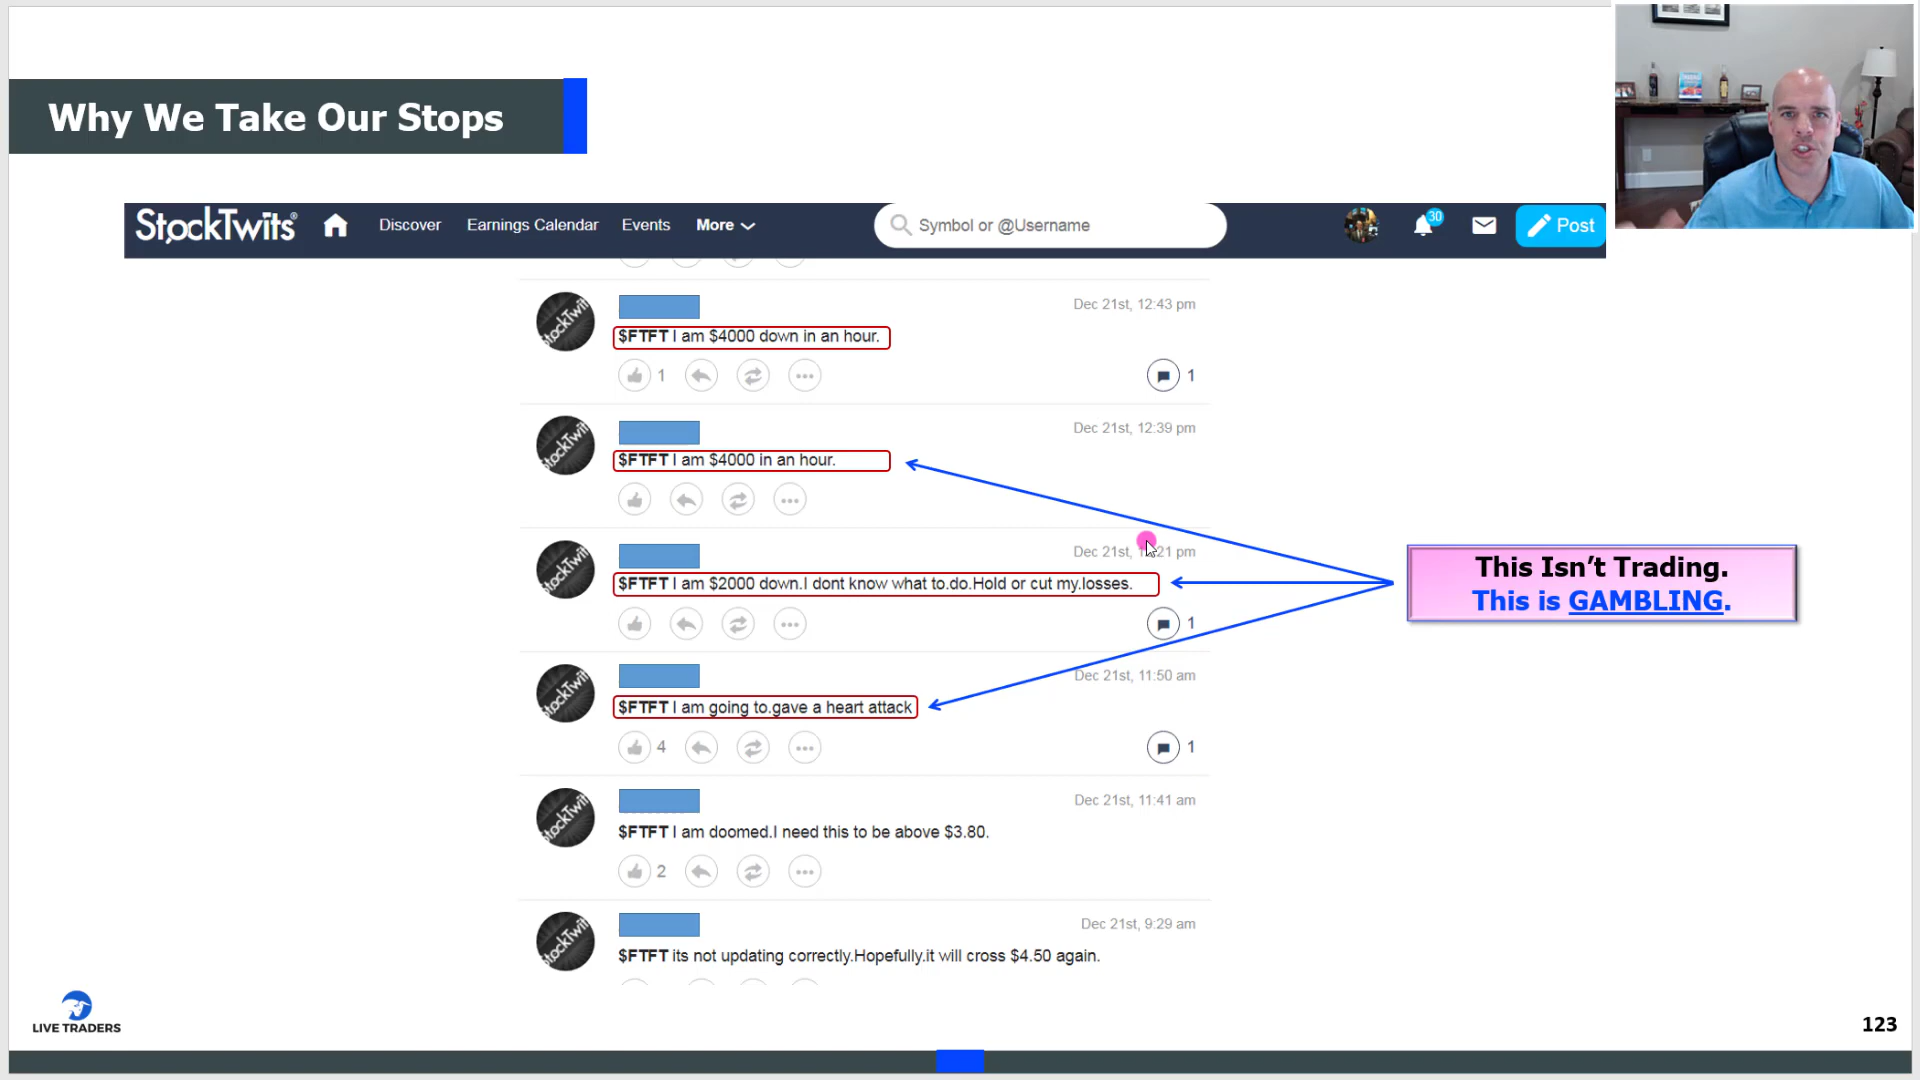 Why We Take Our Stops
StockTwits
Discover
Earnings Calendar
Events
More
Symbol or @Username
30
Post
Dec 21st, 12:43 pm
$FTFT I am $4000 down in an hour.
1
1
Dec 21st, 12:39 pm
$FTFT I am $4000 in an hour.
Dec 21st, 21 pm
$FTFT I am $2000 down.I dont know what to.do.Hold or cut my.losses.
1
This Isn’t Trading.
This is GAMBLING.
Dec 21st, 11:50 am
$FTFT I am going to.gave a heart attack
4
1
Dec 21st, 11:41 am
$FTFT I am doomed.I need this to be above $3.80.
2
Dec 21st, 9:29 am
$FTFT its not updating correctly.Hopefully.it will cross $4.50 again.
LIVE TRADERS
123